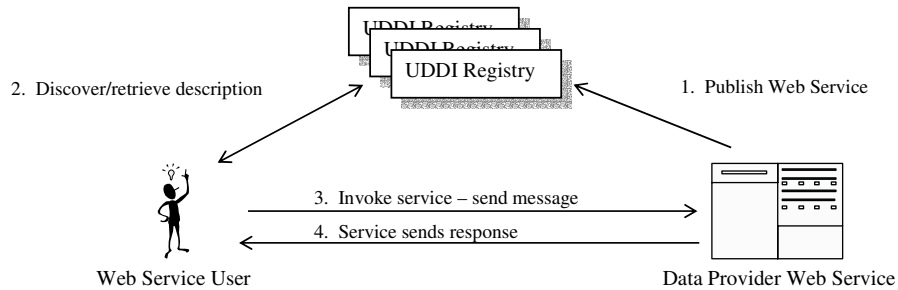 UDDI Registry
UDDI Registry
UDDI Registry
2. Discover/retrieve description
1. Publish Web Service
3. Invoke service – send message
4. Service sends response
Web Service User
Data Provider Web Service